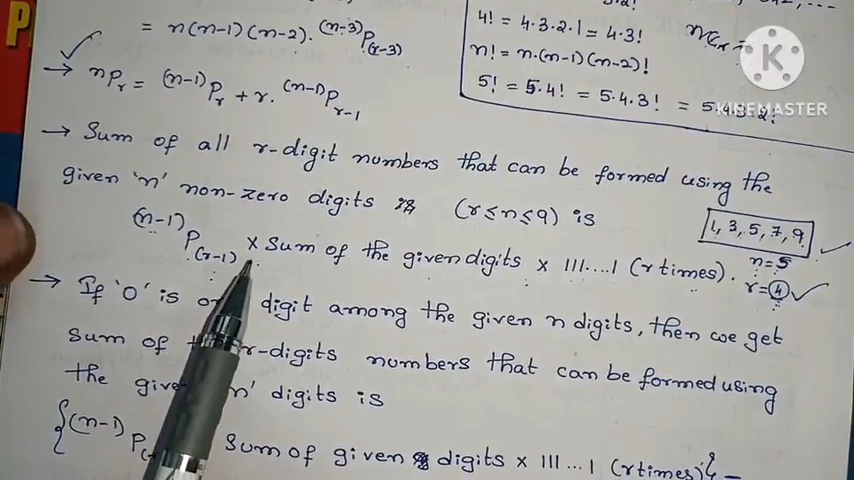 = n(n-1)(n-2). (n-3)P(r-3)
4! = 4·3·2·1 = 4·3!
n! = n·(n-1)(n-2)!
5! = 5·4! = 5·4·3! = 5
nCr =
KINEMASTER
→ nPr = (n-1)Pr + r. (n-1)Pr-1
→ Sum of all r-digit numbers that can be formed using the
given 'n' non-zero digits (r ≤ n ≤ 9) is
(n-1)P(r-1) × Sum of the given digits × 111....1 (r times).
1, 3, 5, 7, 9
n = 5
r = 4
→ If '0' is digit among the given n digits, then we get
sum of r-digits numbers that can be formed using
the 'n' digits is
{(n-1)P Sum of given digits × 111...1 (r times)} -